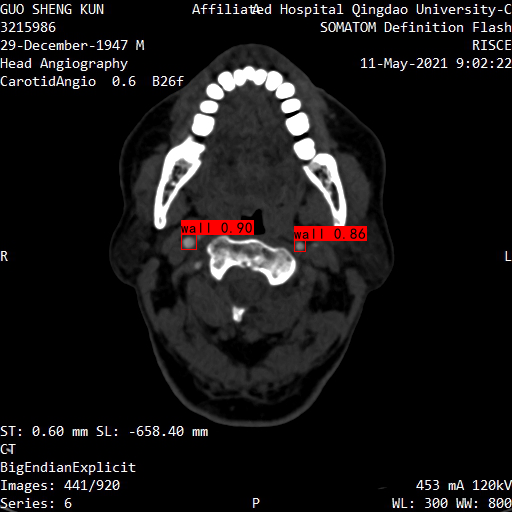 GUO SHENG KUN
3215986
29-December-1947 M
Head Angiography
CarotidAngio 0.6 B26f
A
Affiliated Hospital Qingdao University-C
SOMATOM Definition Flash
RISCE
11-May-2021 9:02:22
wall 0.90
wall 0.86
R
L
ST: 0.60 mm SL: -658.40 mm
CT
BigEndianExplicit
Images: 441/920
Series: 6
P
453 mA 120kV
WL: 300 WW: 800